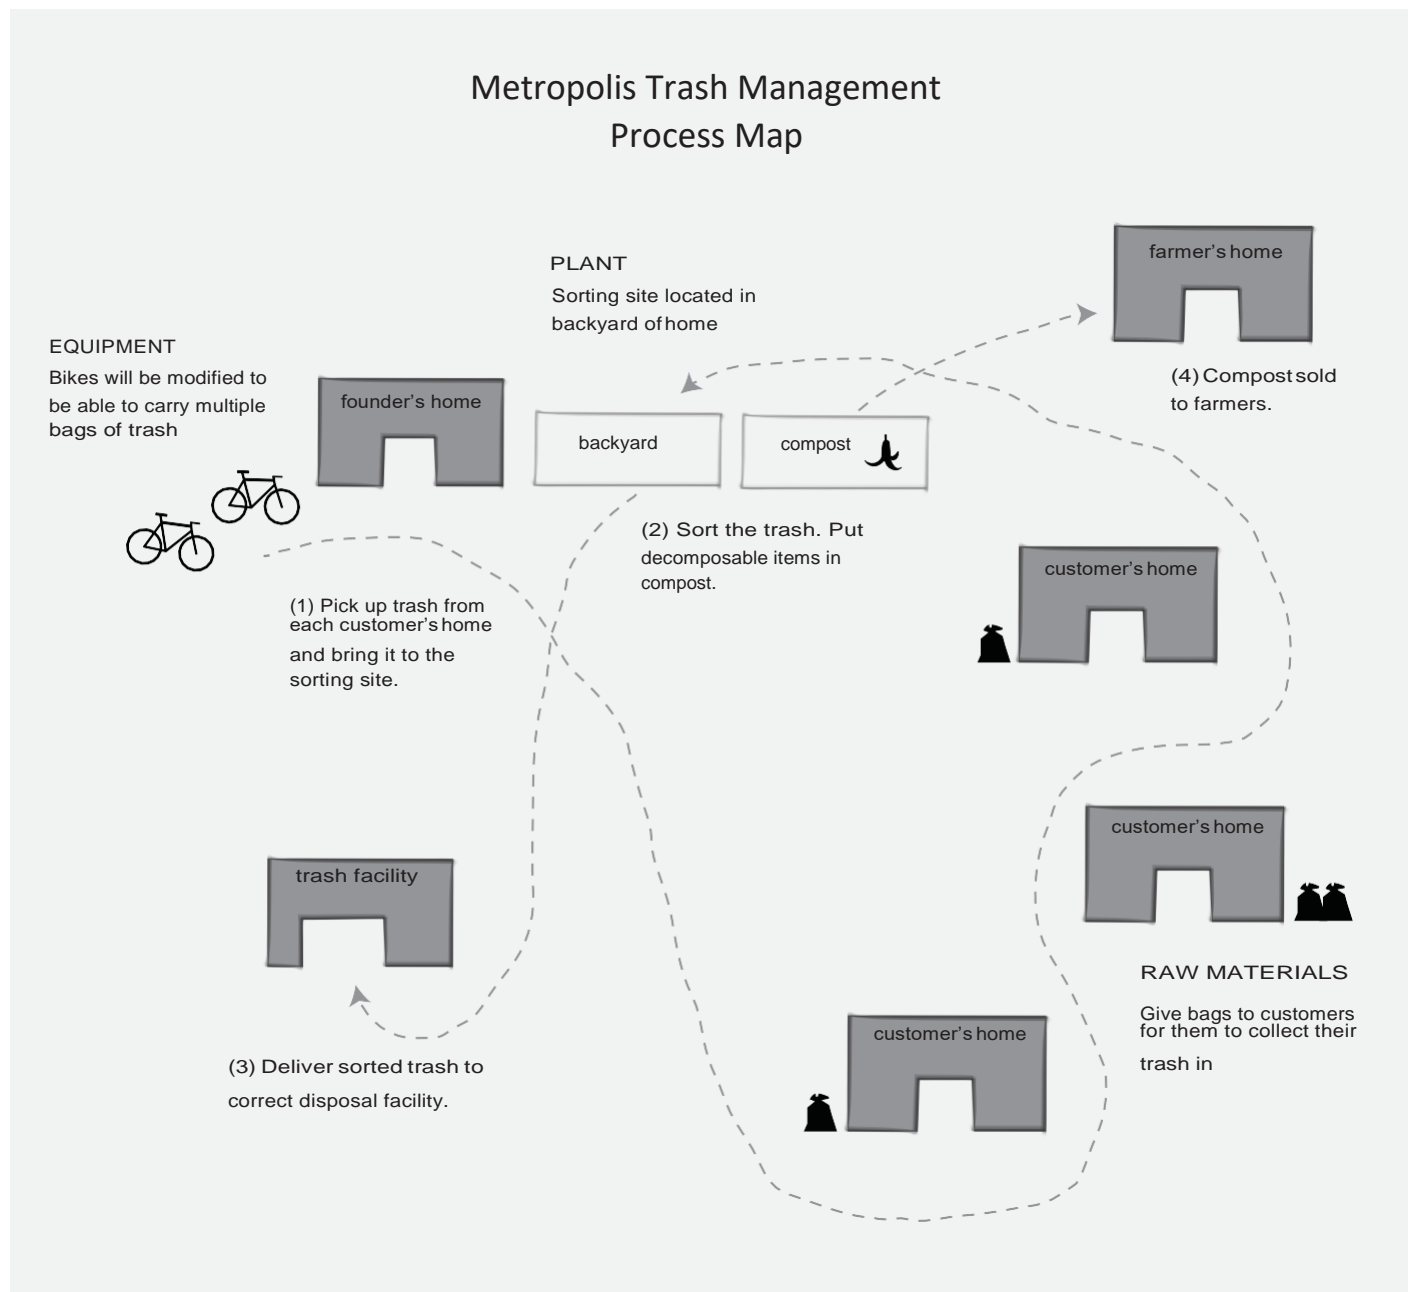 Metropolis Trash Management
Process Map
PLANT
Sorting site located in
backyard of home
farmer's home
(4) Compost sold
to farmers.
EQUIPMENT
Bikes will be modified to
be able to carry multiple
bags of trash
founder's home
backyard
compost
(2) Sort the trash. Put
decomposable items in
compost.
(1) Pick up trash from
each customer's home
and bring it to the
sorting site.
customer's home
customer's home
RAW MATERIALS
Give bags to customers
for them to collect their
trash in
trash facility
(3) Deliver sorted trash to
correct disposal facility.
customer's home